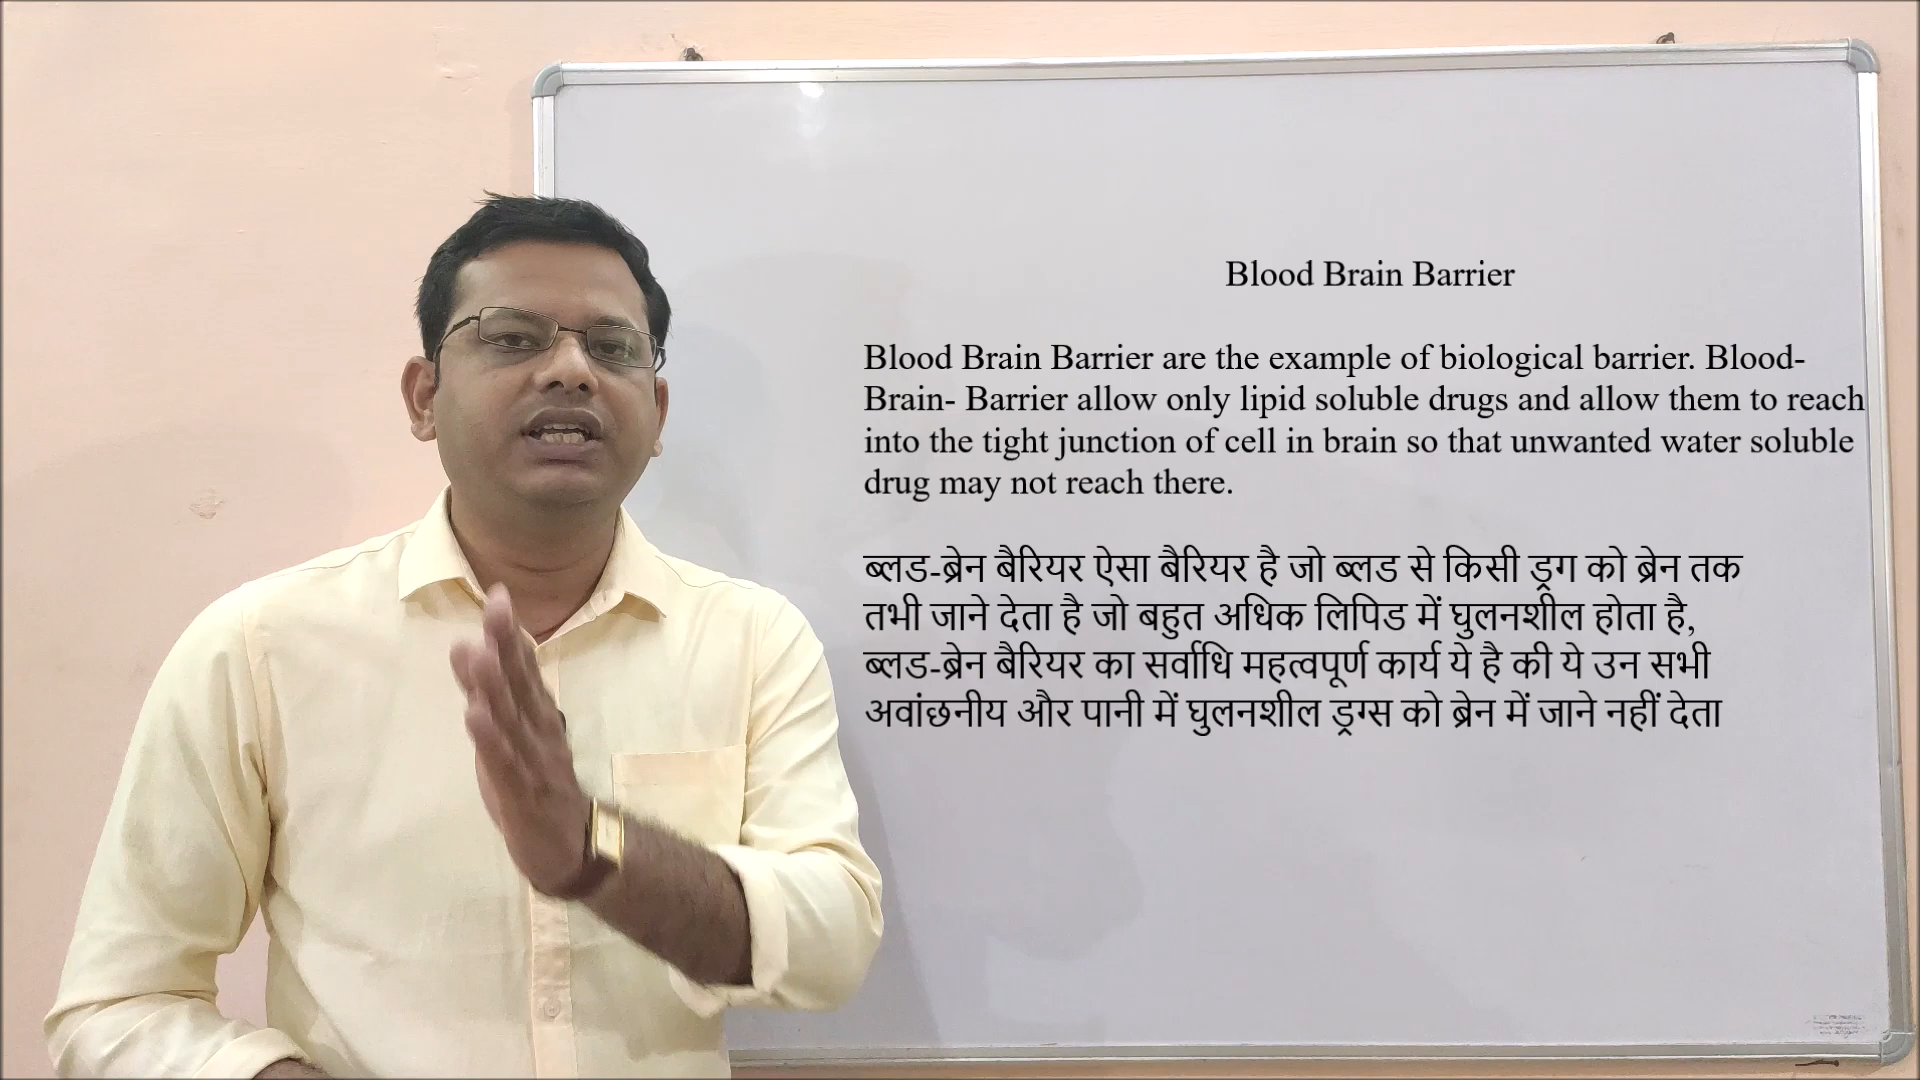 Blood Brain Barrier
Blood Brain Barrier are the example of biological barrier. Blood-
Brain- Barrier allow only lipid soluble drugs and allow them to reach
into the tight junction of cell in brain so that unwanted water soluble
drug may not reach there.
ब्लड-ब्रेन बैरियर ऐसा बैरियर है जो ब्लड से किसी ड्रग को ब्रेन तक
तभी जाने देता है जो बहुत अधिक लिपिड में घुलनशील होता है,
ब्लड-ब्रेन बैरियर का सर्वाधि महत्वपूर्ण कार्य ये है की ये उन सभी
अवांछनीय और पानी में घुलनशील ड्रग्स को ब्रेन में जाने नहीं देता